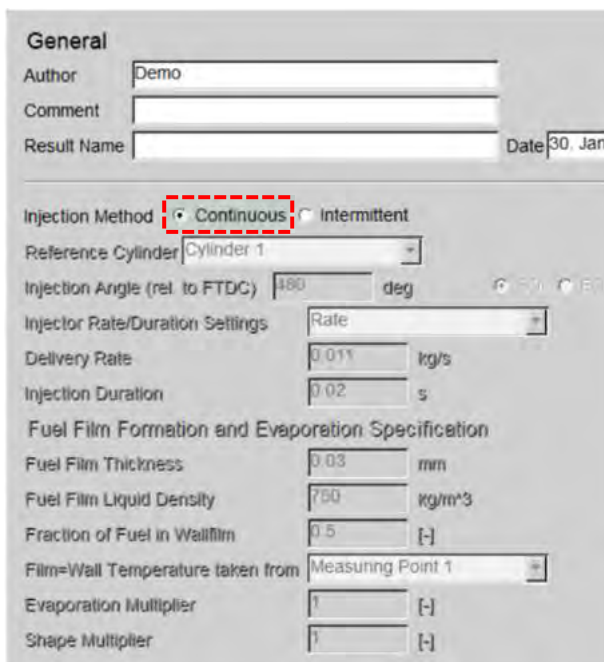 General
Author Demo
Comment
Result Name Date 30. Jan
Injection Method Continuous Intermittent
Reference Cylinder Cylinder 1
Injection Angle (rel. to FTDC) 480 deg
Injector Rate/Duration Settings Rate
Delivery Rate 0.011 kg/s
Injection Duration 0.02 s
Fuel Film Formation and Evaporation Specification
Fuel Film Thickness 0.03 mm
Fuel Film Liquid Density 750 kg/m^3
Fraction of Fuel in Wallfilm 0.5 [-]
Film=Wall Temperature taken from Measuring Point 1
Evaporation Multiplier 1 [-]
Shape Multiplier 1 [-]